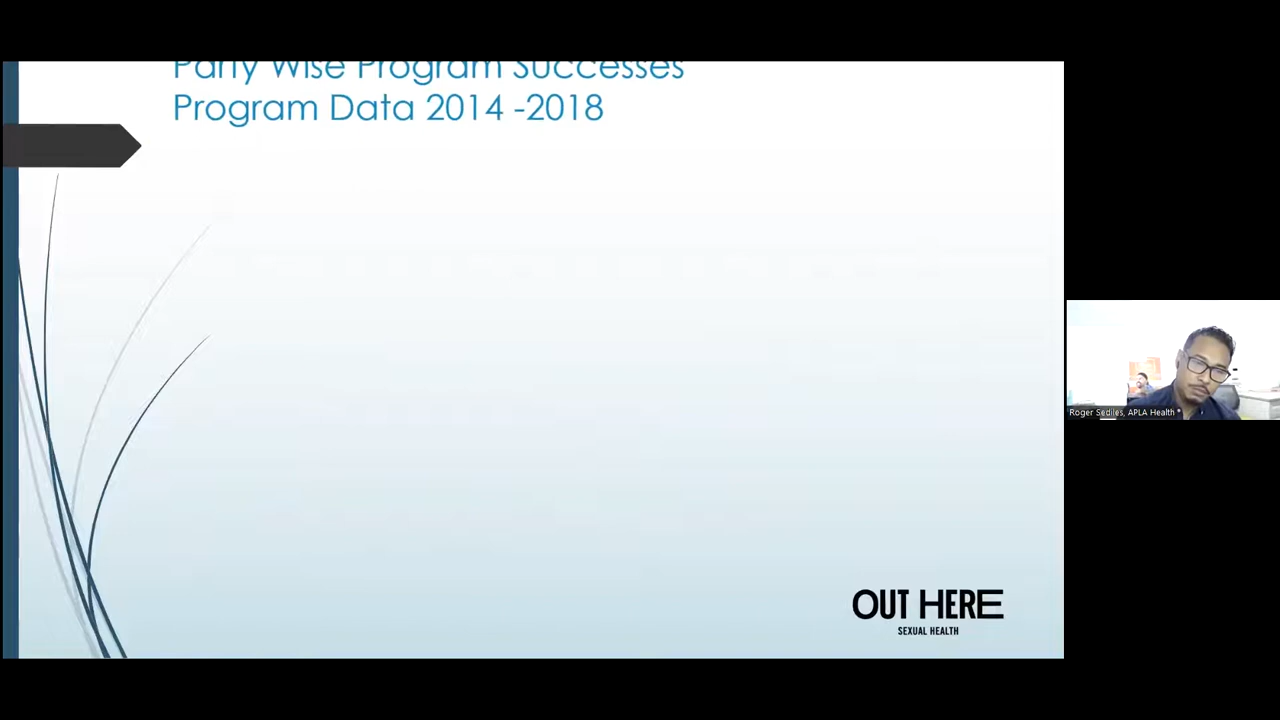 Party Wise Program Successes
Program Data 2014 -2018
Roger Sediles, APLA Health
OUT HERE
SEXUAL HEALTH